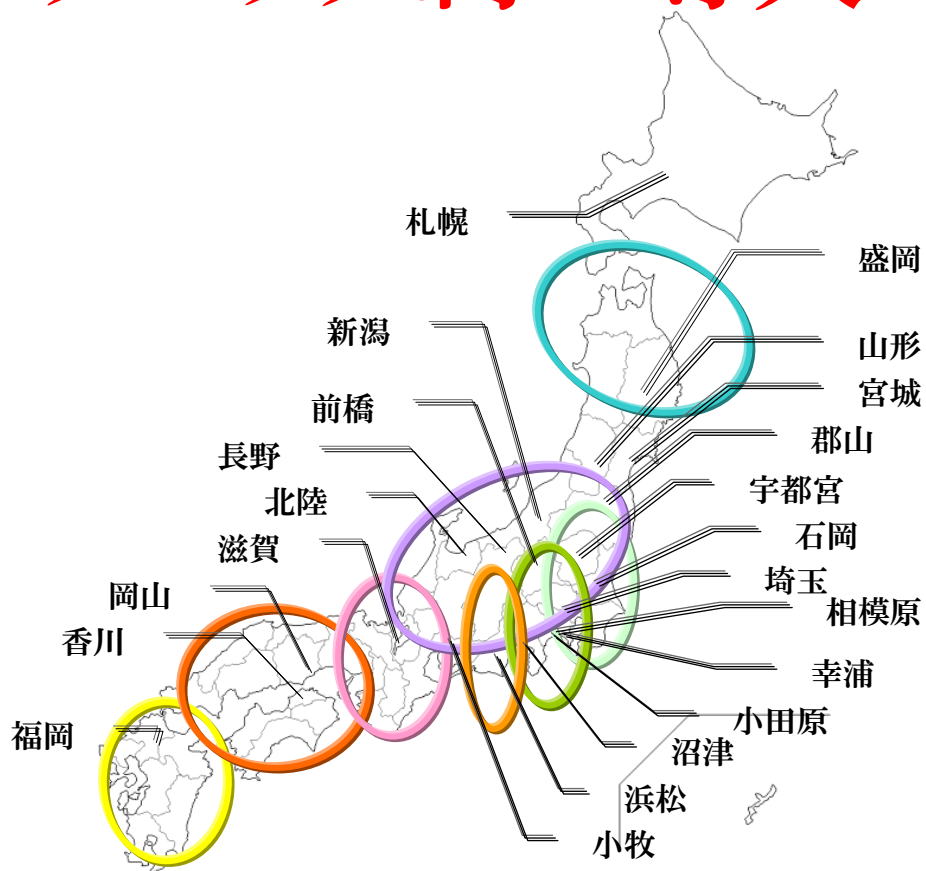 札幌
盛岡
新潟
山形
前橋
宮城
郡山
長野
北陸
宇都宮
滋賀
石岡
岡山
埼玉
相模原
香川
幸浦
福岡
小田原
沼津
浜松
小牧